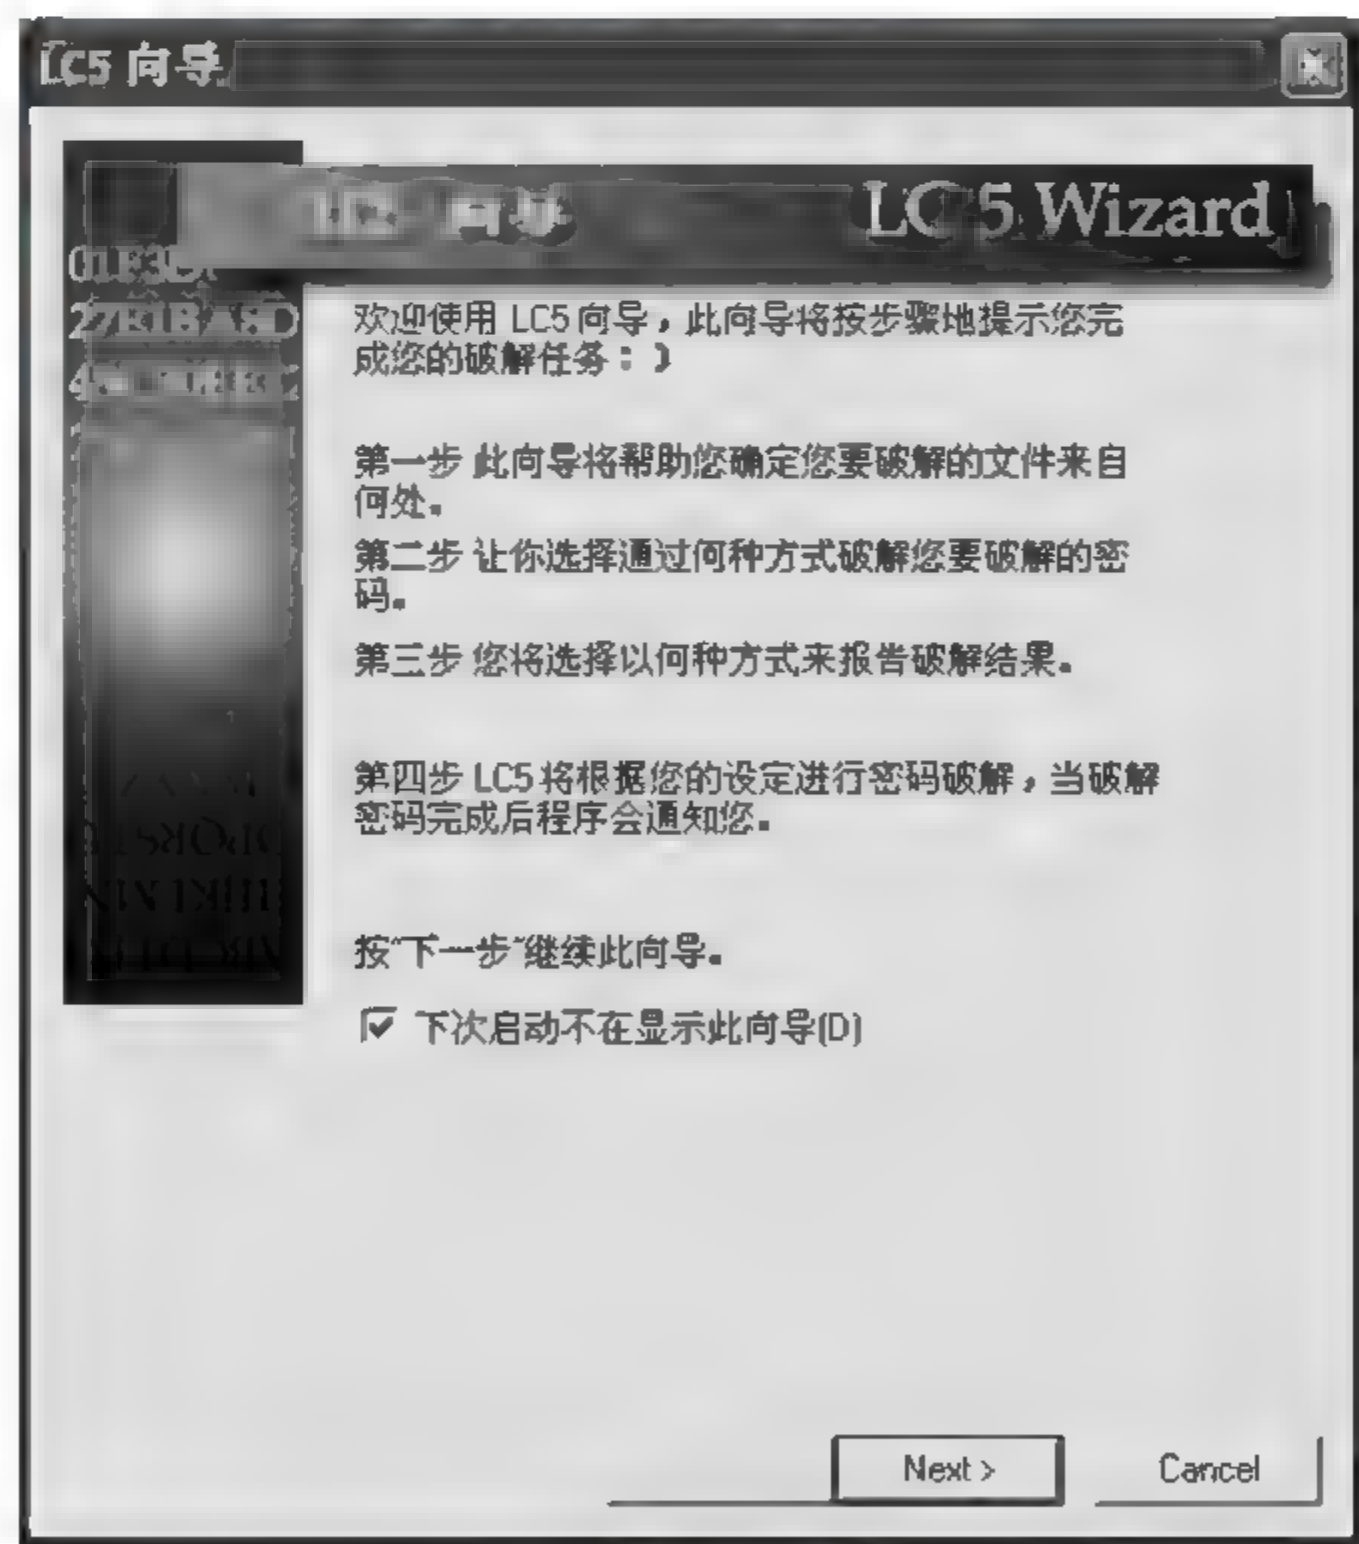 LC5 向导
LC5 向导
LC 5 Wizard
欢迎使用 LC5 向导，此向导将按步骤地提示您完
成您的破解任务：）
第一步 此向导将帮助您确定您要破解的文件来自
何处。
第二步 让你选择通过何种方式破解您要破解的密
码。
第三步 您将选择以何种方式来报告破解结果。
第四步 LC5 将根据您的设定进行密码破解，当破解
密码完成后程序会通知您。
按“下一步”继续此向导。
下次启动不在显示此向导(D)
Next >
Cancel